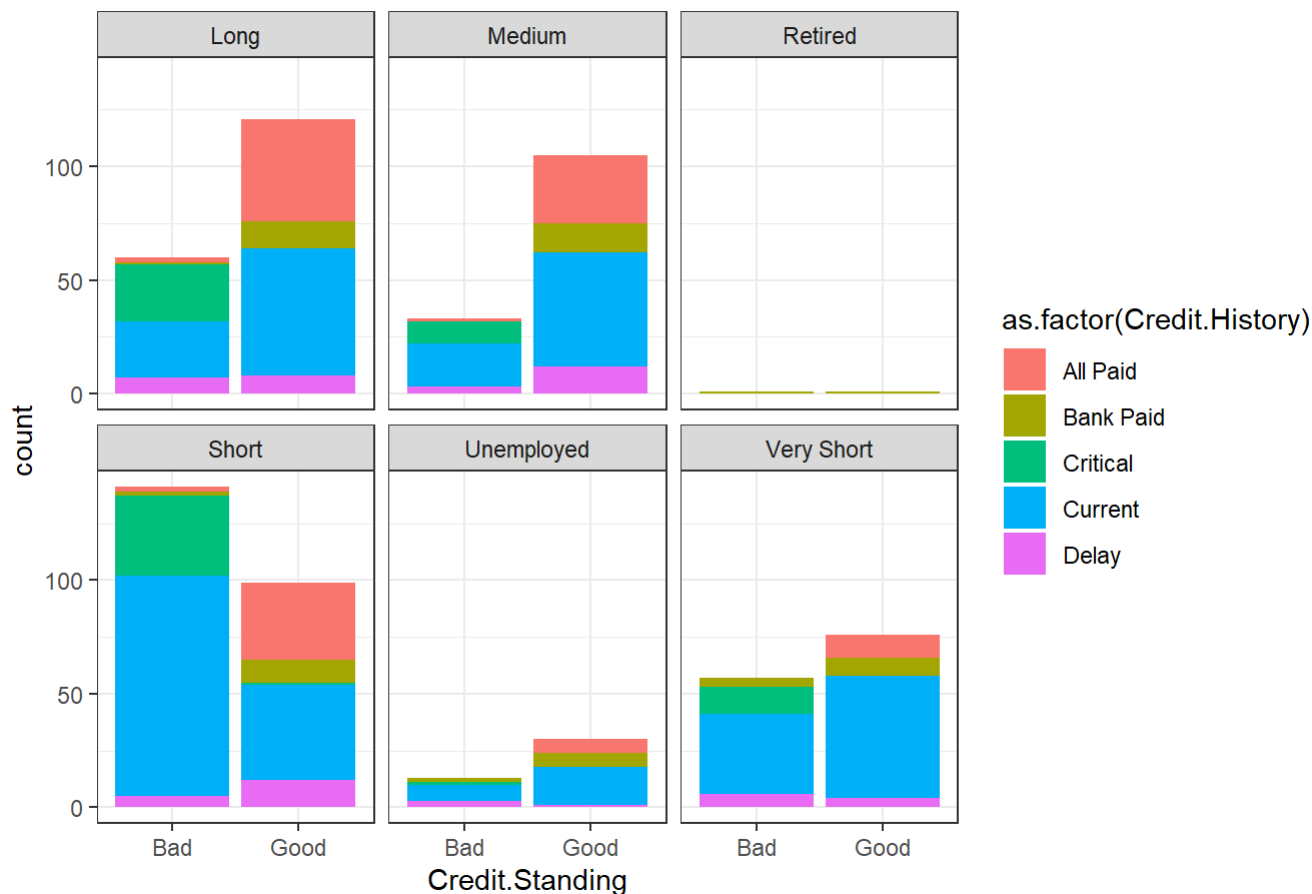 Long
Medium
Retired
100
50
0
count
Short
Unemployed
Very Short
100
50
0
Bad
Good
Bad
Good
Bad
Good
Credit.Standing
as.factor(Credit.History)
All Paid
Bank Paid
Critical
Current
Delay